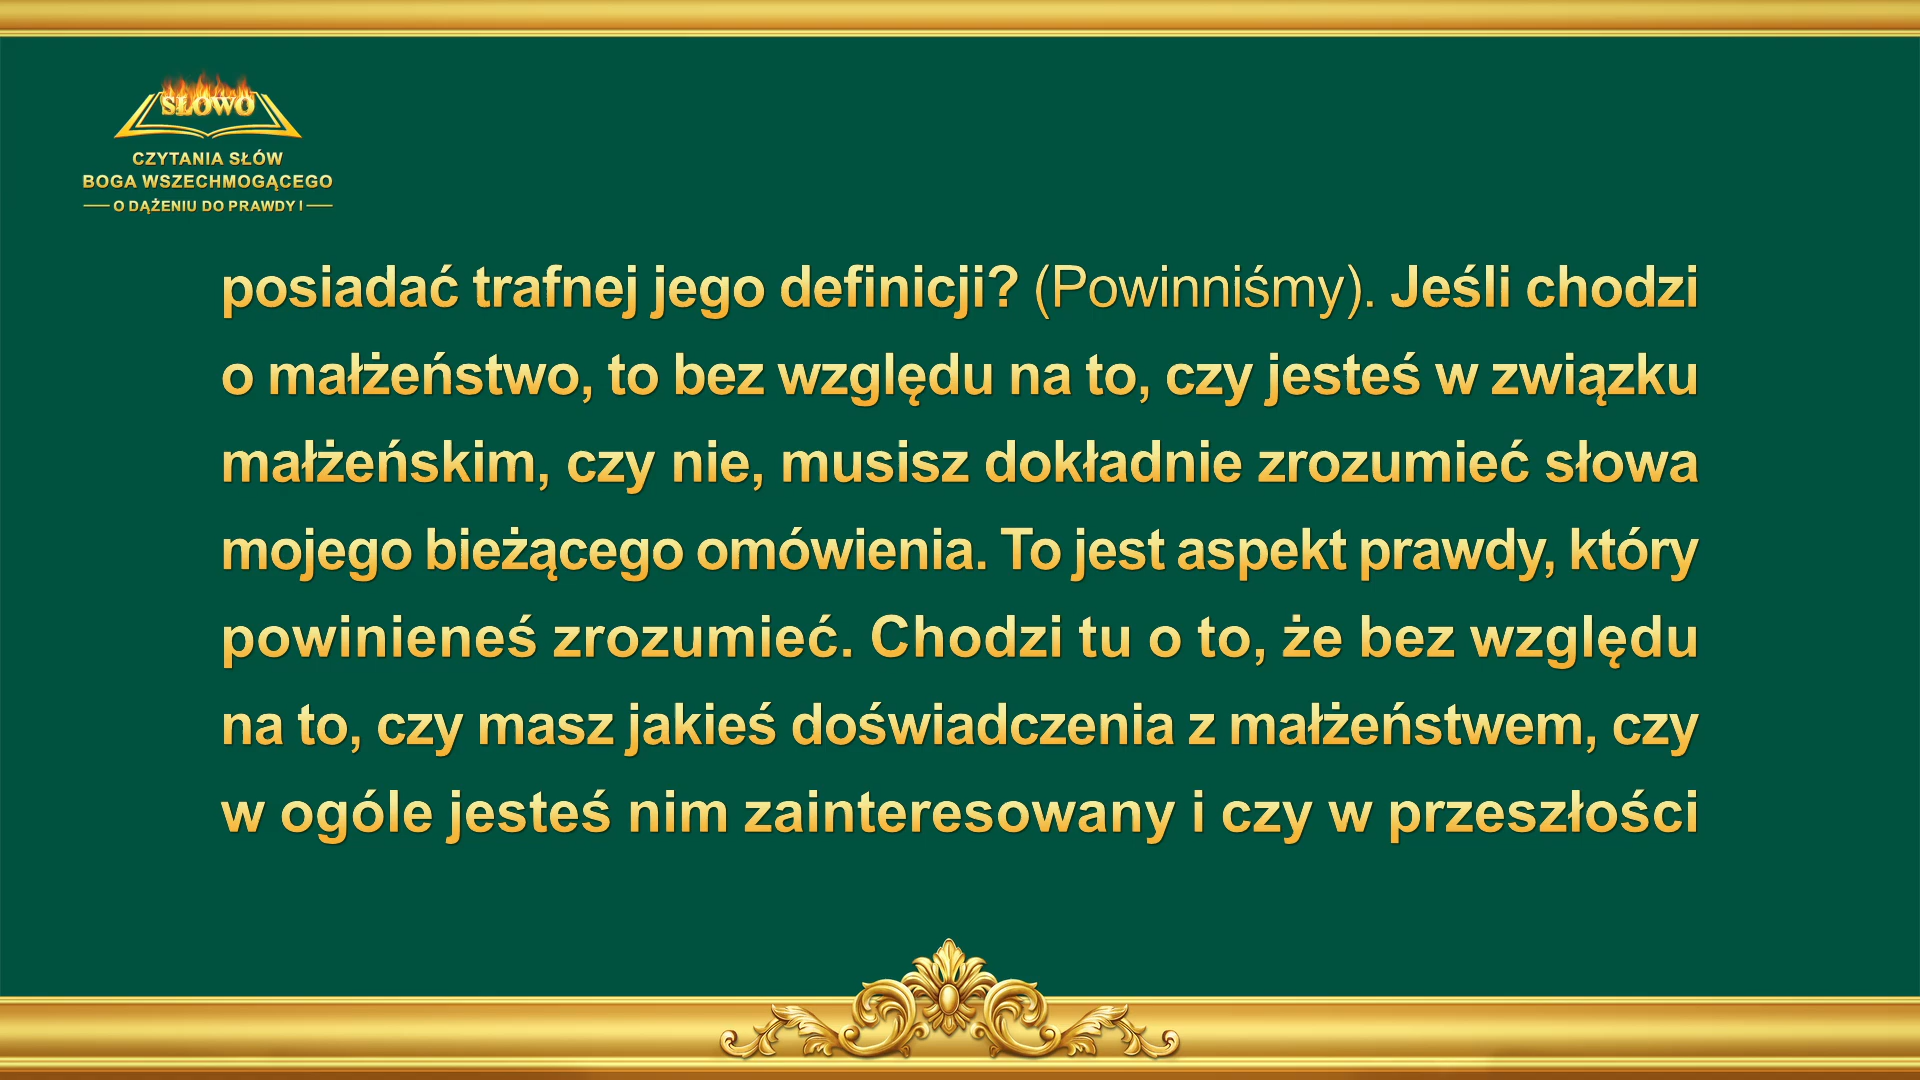 SŁOWO
CZYTANIA SŁÓW
BOGA WSZECHMOGĄCEGO
O DĄŻENIU DO PRAWDY I
posiadać trafnej jego definicji? (Powinniśmy). Jeśli chodzi
o małżeństwo, to bez względu na to, czy jesteś w związku
małżeńskim, czy nie, musisz dokładnie zrozumieć słowa
mojego bieżącego omówienia. To jest aspekt prawdy, który
powinieneś zrozumieć. Chodzi tu o to, że bez względu
na to, czy masz jakieś doświadczenia z małżeństwem, czy
w ogóle jesteś nim zainteresowany i czy w przeszłości